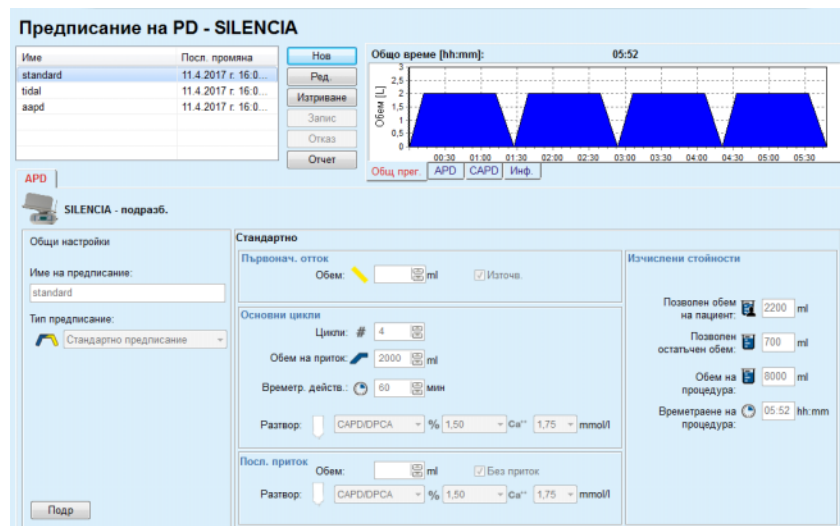 Предписание на PD - SILENCIA
Име Посл. промяна
standard 11.4.2017 г. 16:0...
tidal 11.4.2017 г. 16:0...
aapd 11.4.2017 г. 16:0...
Нов
Ред.
Изтриване
Запис
Отказ
Отчет
Общо време [hh:mm]: 05:52
Обем [L]
3
2,5
2
1,5
1
0,5
0
00:30 01:00 01:30 02:00 02:30 03:00 03:30 04:00 04:30 05:00 05:30
Общ прег. APD CAPD Инф.
APD
SILENCIA - подразб.
Общи настройки
Име на предписание:
standard
Тип предписание:
Стандартно предписание
Подр
Стандартно
Първонач. отток
Обем: ml Източв.
Основни цикли
Цикли: # 4
Обем на приток: 2000 ml
Времетр. действ.: 60 мин
Разтвор: CAPD/DPCA % 1,50 Ca⁺⁺ 1,75 mmol/l
Посл. приток
Обем: ml Без приток
Разтвор: CAPD/DPCA % 1,50 Ca⁺⁺ 1,75 mmol/l
Изчислени стойности
Позволен обем
на пациент: 2200 ml
Позволен
остатъчен обем: 700 ml
Обем на
процедура: 8000 ml
Времетраене на
процедура: 05:52 hh:mm